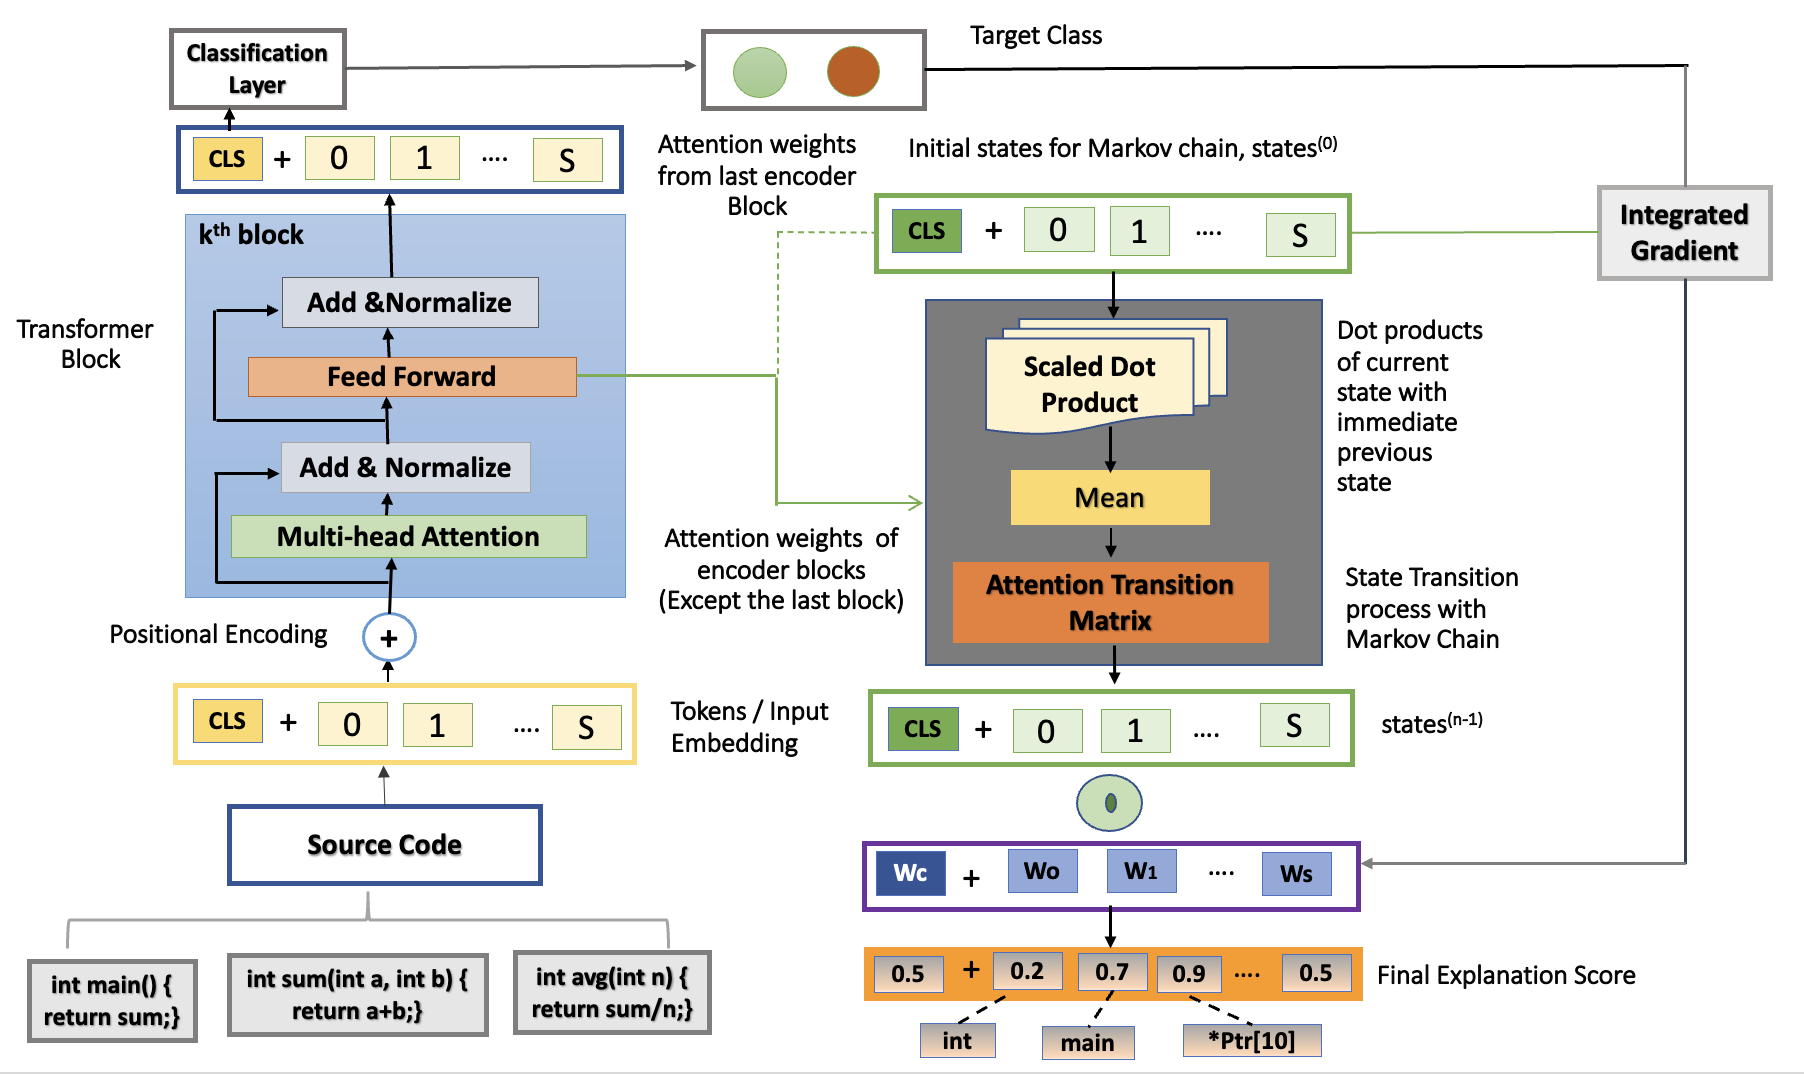 Classification
Layer
Target Class
CLS + 0 1 .... S
Attention weights
from last encoder
Block
Initial states for Markov chain, states(0)
CLS + 0 1 .... S
Integrated
Gradient
kth block
Add &Normalize
Feed Forward
Add & Normalize
Multi-head Attention
Transformer
Block
Scaled Dot
Product
Mean
Attention Transition
Matrix
Dot products
of current
state with
immediate
previous
state
Attention weights of
encoder blocks
(Except the last block)
State Transition
process with
Markov Chain
Positional Encoding
+
CLS + 0 1 .... S
Tokens / Input
Embedding
CLS + 0 1 .... S
states(n-1)
Source Code
Wc + Wo W1 .... Ws
int main() {
return sum;}
int sum(int a, int b) {
return a+b;}
int avg(int n) {
return sum/n;}
0.5 + 0.2 0.7 0.9 .... 0.5
Final Explanation Score
int
main
*Ptr[10]